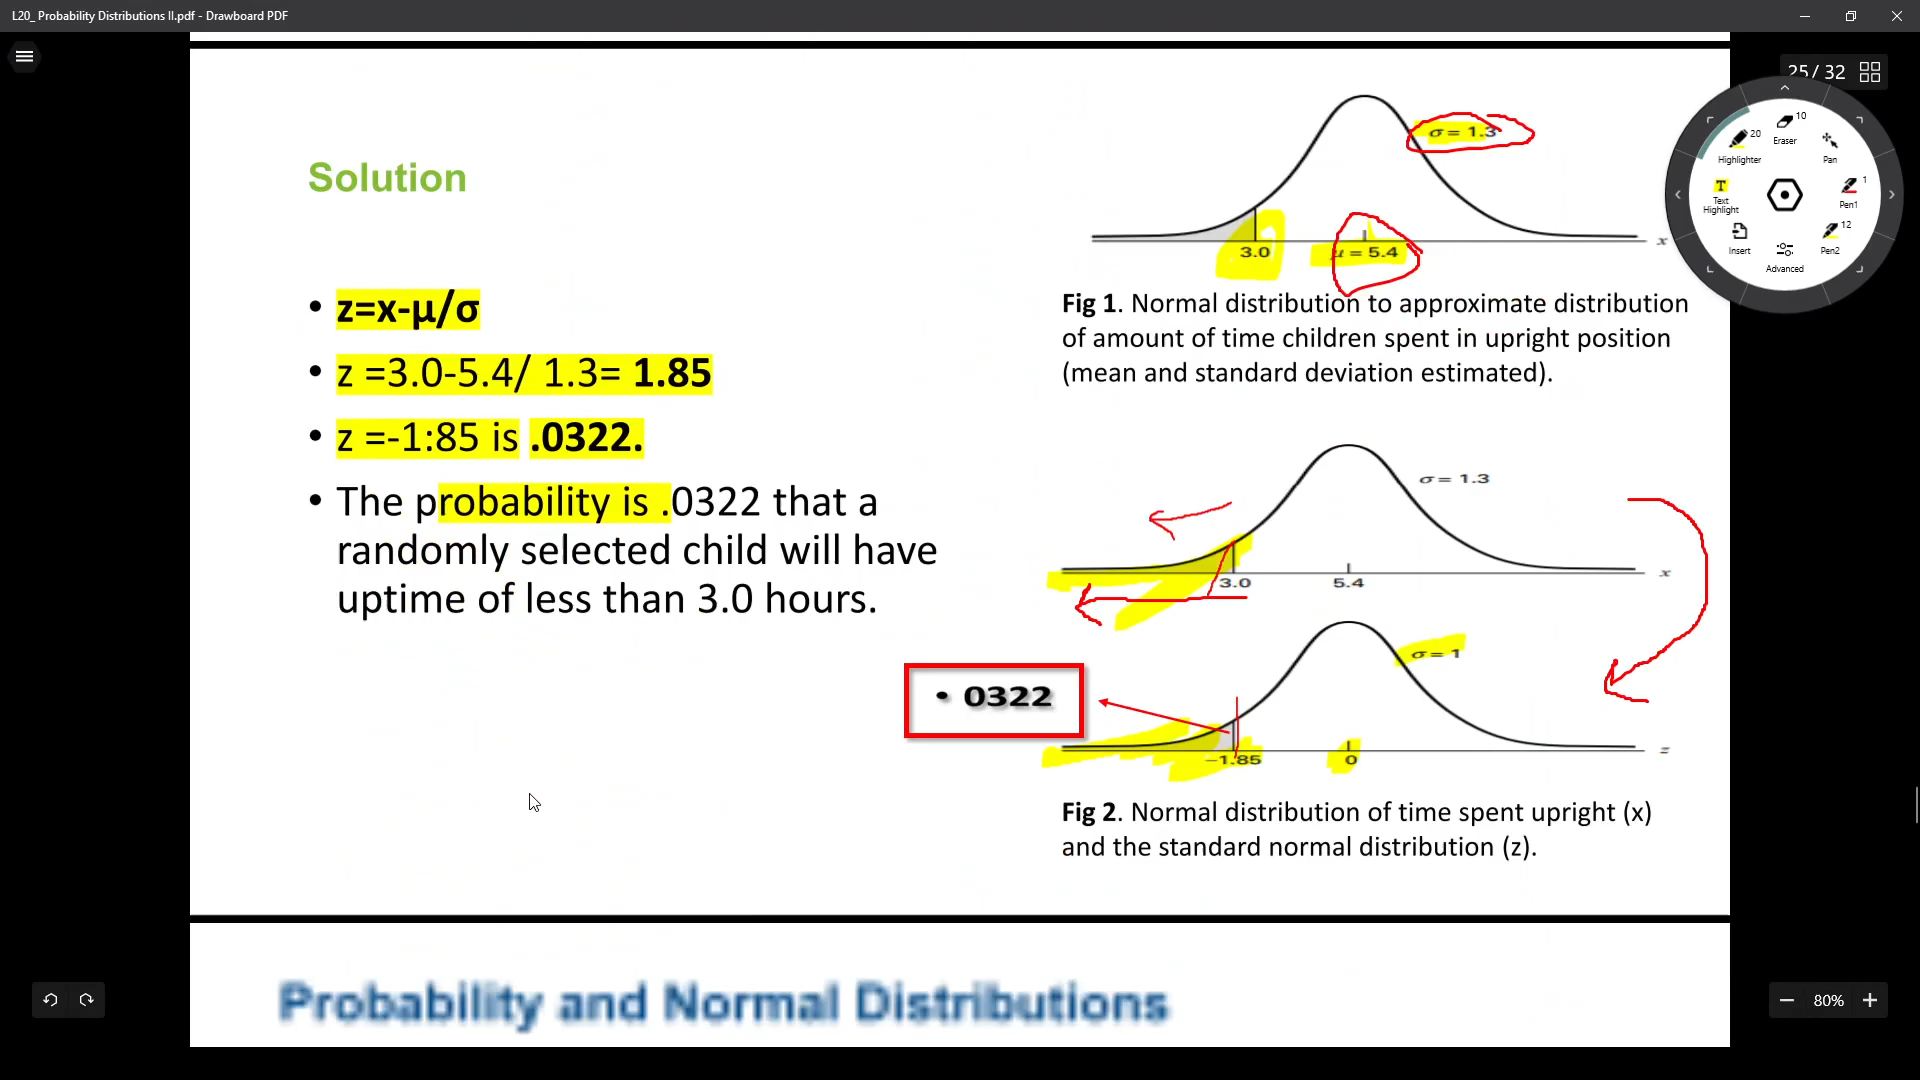 L20_ Probability Distributions II.pdf - Drawboard PDF
25 / 32
20
Highlighter
10
Eraser
Pan
T
Text
Highlight
1
Pen1
Insert
12
Pen2
Advanced
Solution
• z=x-μ/σ
• z =3.0-5.4/ 1.3= 1.85
• z =-1:85 is .0322.
• The probability is .0322 that a
randomly selected child will have
uptime of less than 3.0 hours.
σ = 1.3
3.0
μ = 5.4
x
Fig 1. Normal distribution to approximate distribution
of amount of time children spent in upright position
(mean and standard deviation estimated).
σ = 1.3
3.0
5.4
x
σ = 1
• 0322
−1.85
0
z
Fig 2. Normal distribution of time spent upright (x)
and the standard normal distribution (z).
Probability and Normal Distributions
80%